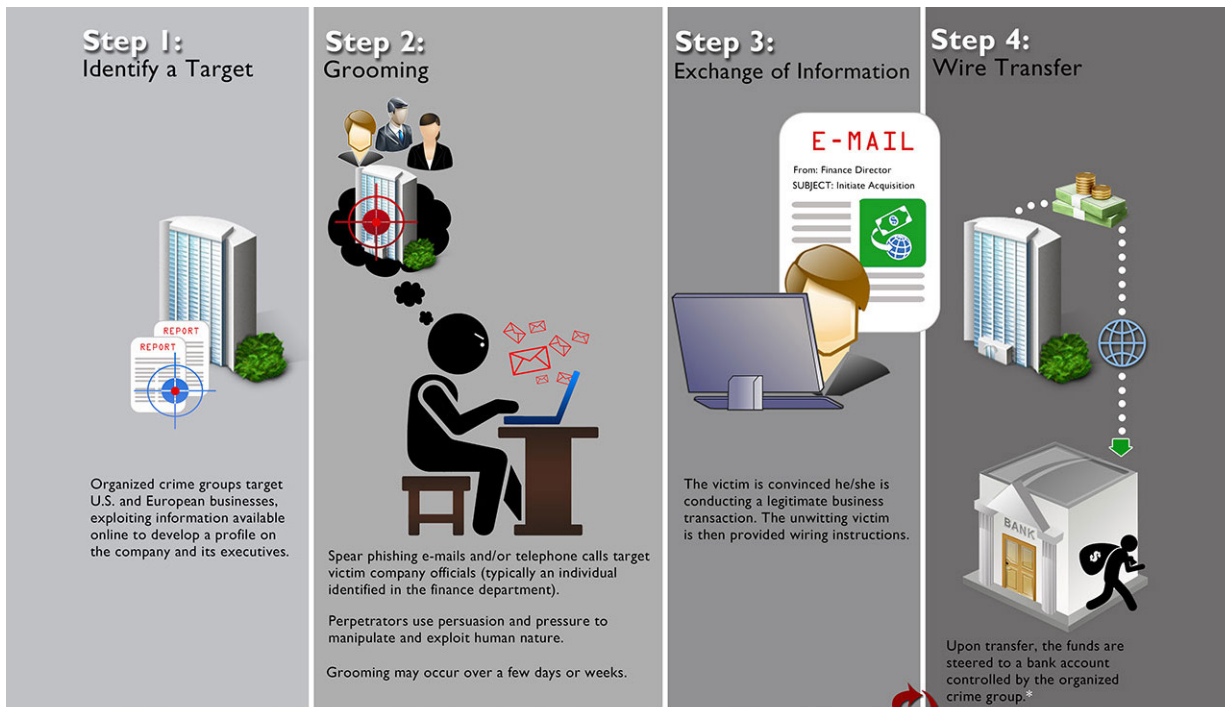 Step 1:
Identify a Target
REPORT
REPORT
Organized crime groups target
U.S. and European businesses,
exploiting information available
online to develop a profile on
the company and its executives.
Step 2:
Grooming
Spear phishing e-mails and/or telephone calls target
victim company officials (typically an individual
identified in the finance department).
Perpetrators use persuasion and pressure to
manipulate and exploit human nature.
Grooming may occur over a few days or weeks.
Step 3:
Exchange of Information
E-MAIL
From: Finance Director
SUBJECT: Initiate Acquisition
$
The victim is convinced he/she is
conducting a legitimate business
transaction. The unwitting victim
is then provided wiring instructions.
Step 4:
Wire Transfer
BANK
$
Upon transfer, the funds are
steered to a bank account
controlled by the organized
crime group.*